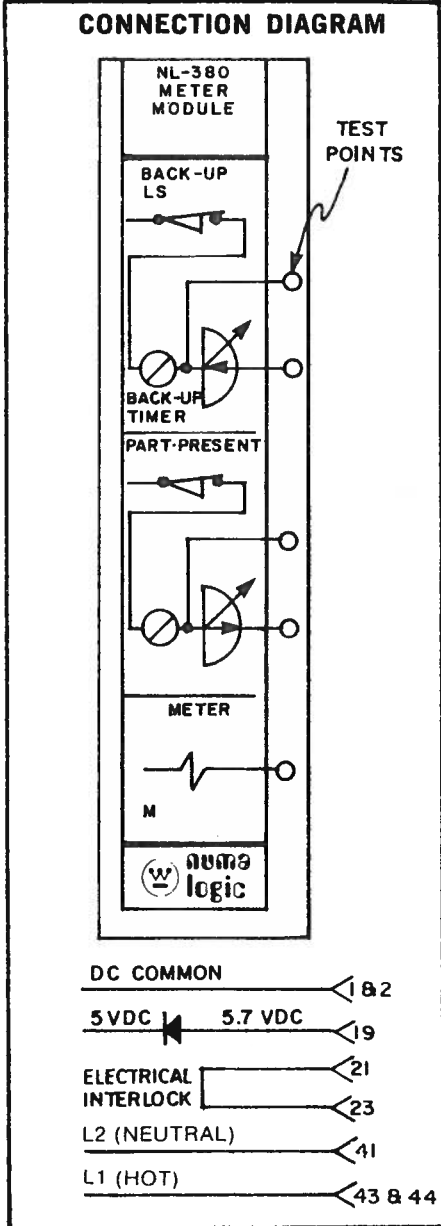 CONNECTION DIAGRAM
NL-380
METER
MODULE
TEST
POINTS
BACK-UP
LS
BACK-UP
TIMER
PART-PRESENT
METER
M
W numa
logic
DC COMMON
1&2
5 VDC 5.7 VDC
19
ELECTRICAL
INTERLOCK
21
23
L2 (NEUTRAL)
41
L1 (HOT)
43 & 44